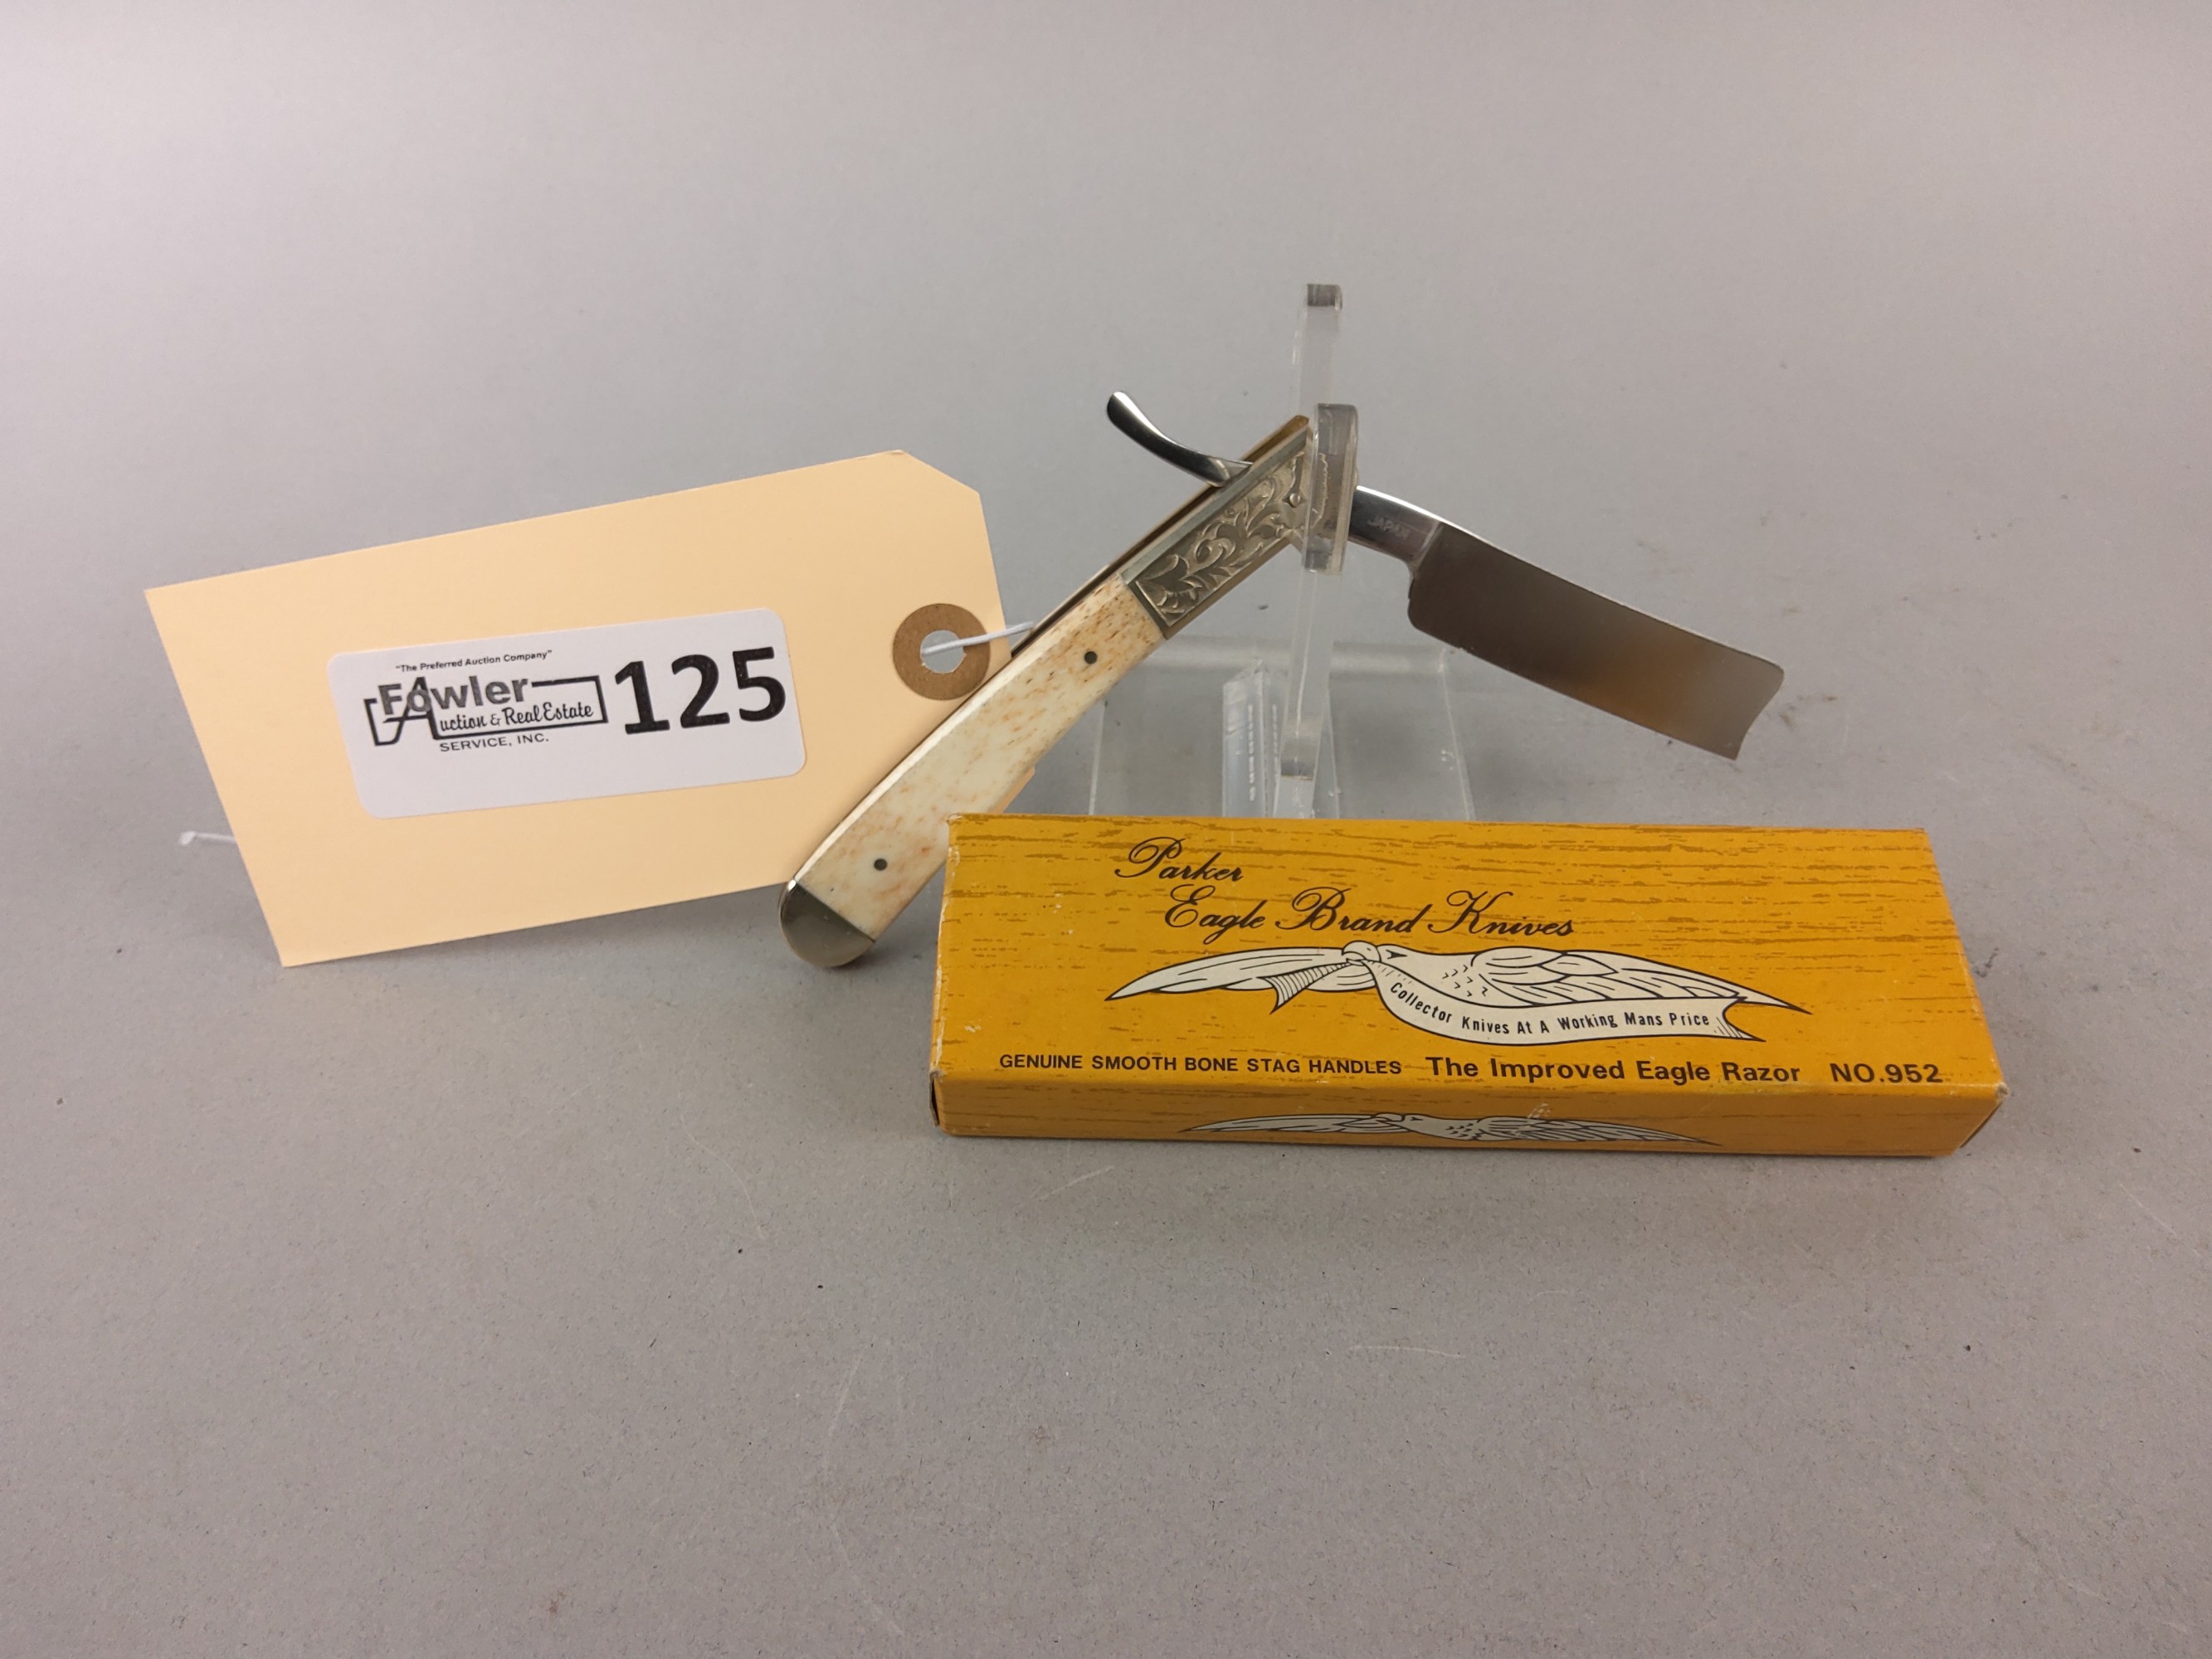 "The Preferred Auction Company"
Fowler
Auction & Real Estate
SERVICE, INC.
125
JAPAN
Parker
Eagle Brand Knives
Collector Knives At A Working Mans Price
GENUINE SMOOTH BONE STAG HANDLES The Improved Eagle Razor NO.952